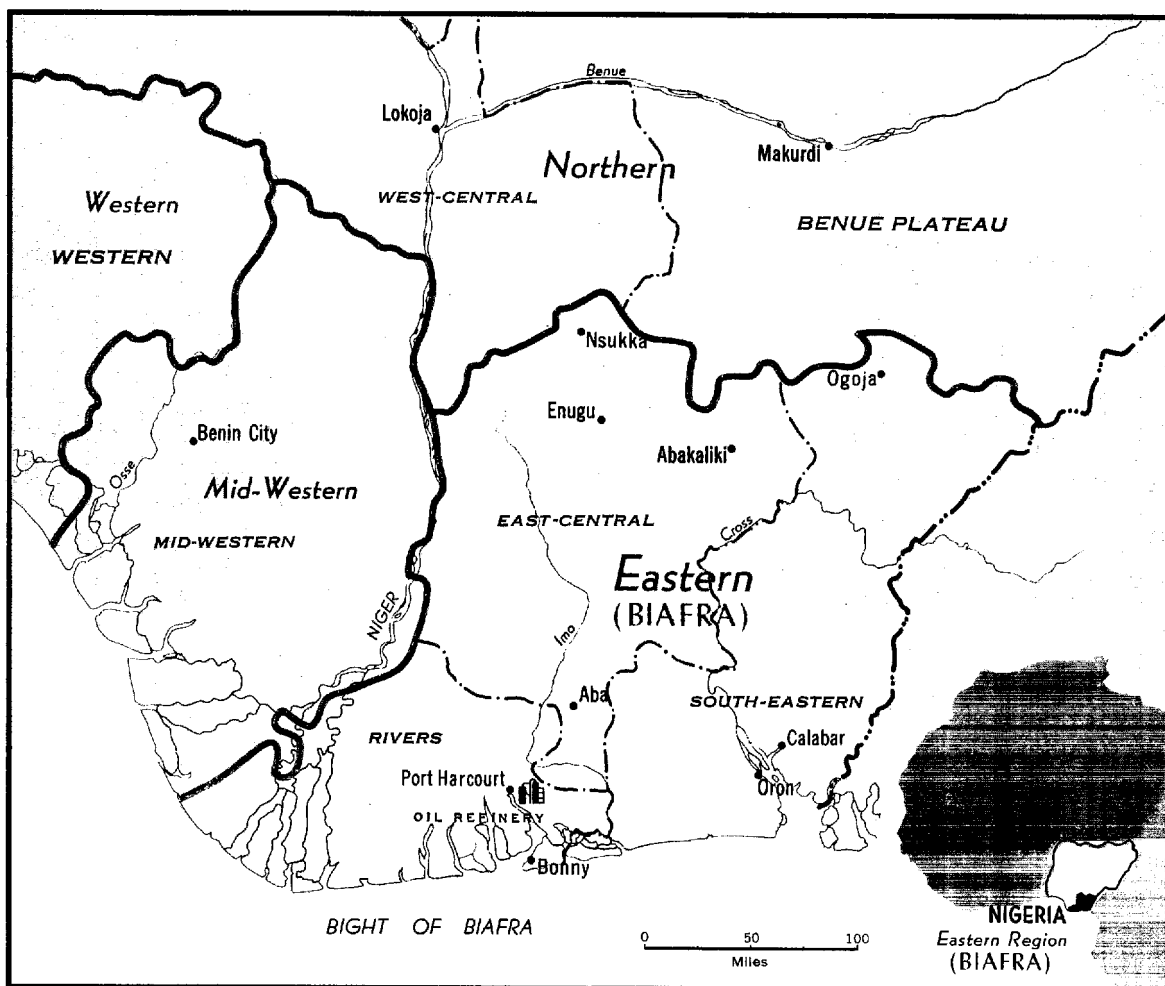 Benue
Lokoja
Makurdi
Northern
WEST-CENTRAL
Western
BENUE PLATEAU
WESTERN
Nsukka
Ogoja
Enugu
Benin City
Abakaliki
Osse
Mid-Western
EAST-CENTRAL
Cross
MID-WESTERN
Eastern
(BIAFRA)
NIGER
Imo
Aba
SOUTH-EASTERN
RIVERS
Calabar
Port Harcourt
Oron
OIL REFINERY
Bonny
BIGHT OF BIAFRA
0 50 100
Miles
NIGERIA
Eastern Region
(BIAFRA)